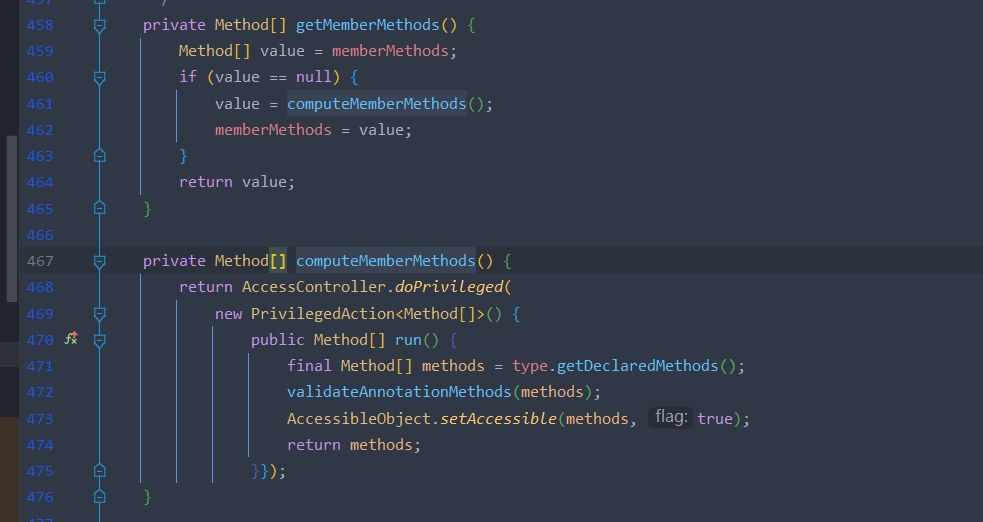 458 private Method[] getMemberMethods() {
459 Method[] value = memberMethods;
460 if (value == null) {
461 value = computeMemberMethods();
462 memberMethods = value;
463 }
464 return value;
465 }
466
467 private Method[] computeMemberMethods() {
468 return AccessController.doPrivileged(
469 new PrivilegedAction<Method[]>() {
470 public Method[] run() {
471 final Method[] methods = type.getDeclaredMethods();
472 validateAnnotationMethods(methods);
473 AccessibleObject.setAccessible(methods, flag: true);
474 return methods;
475 }});
476 }